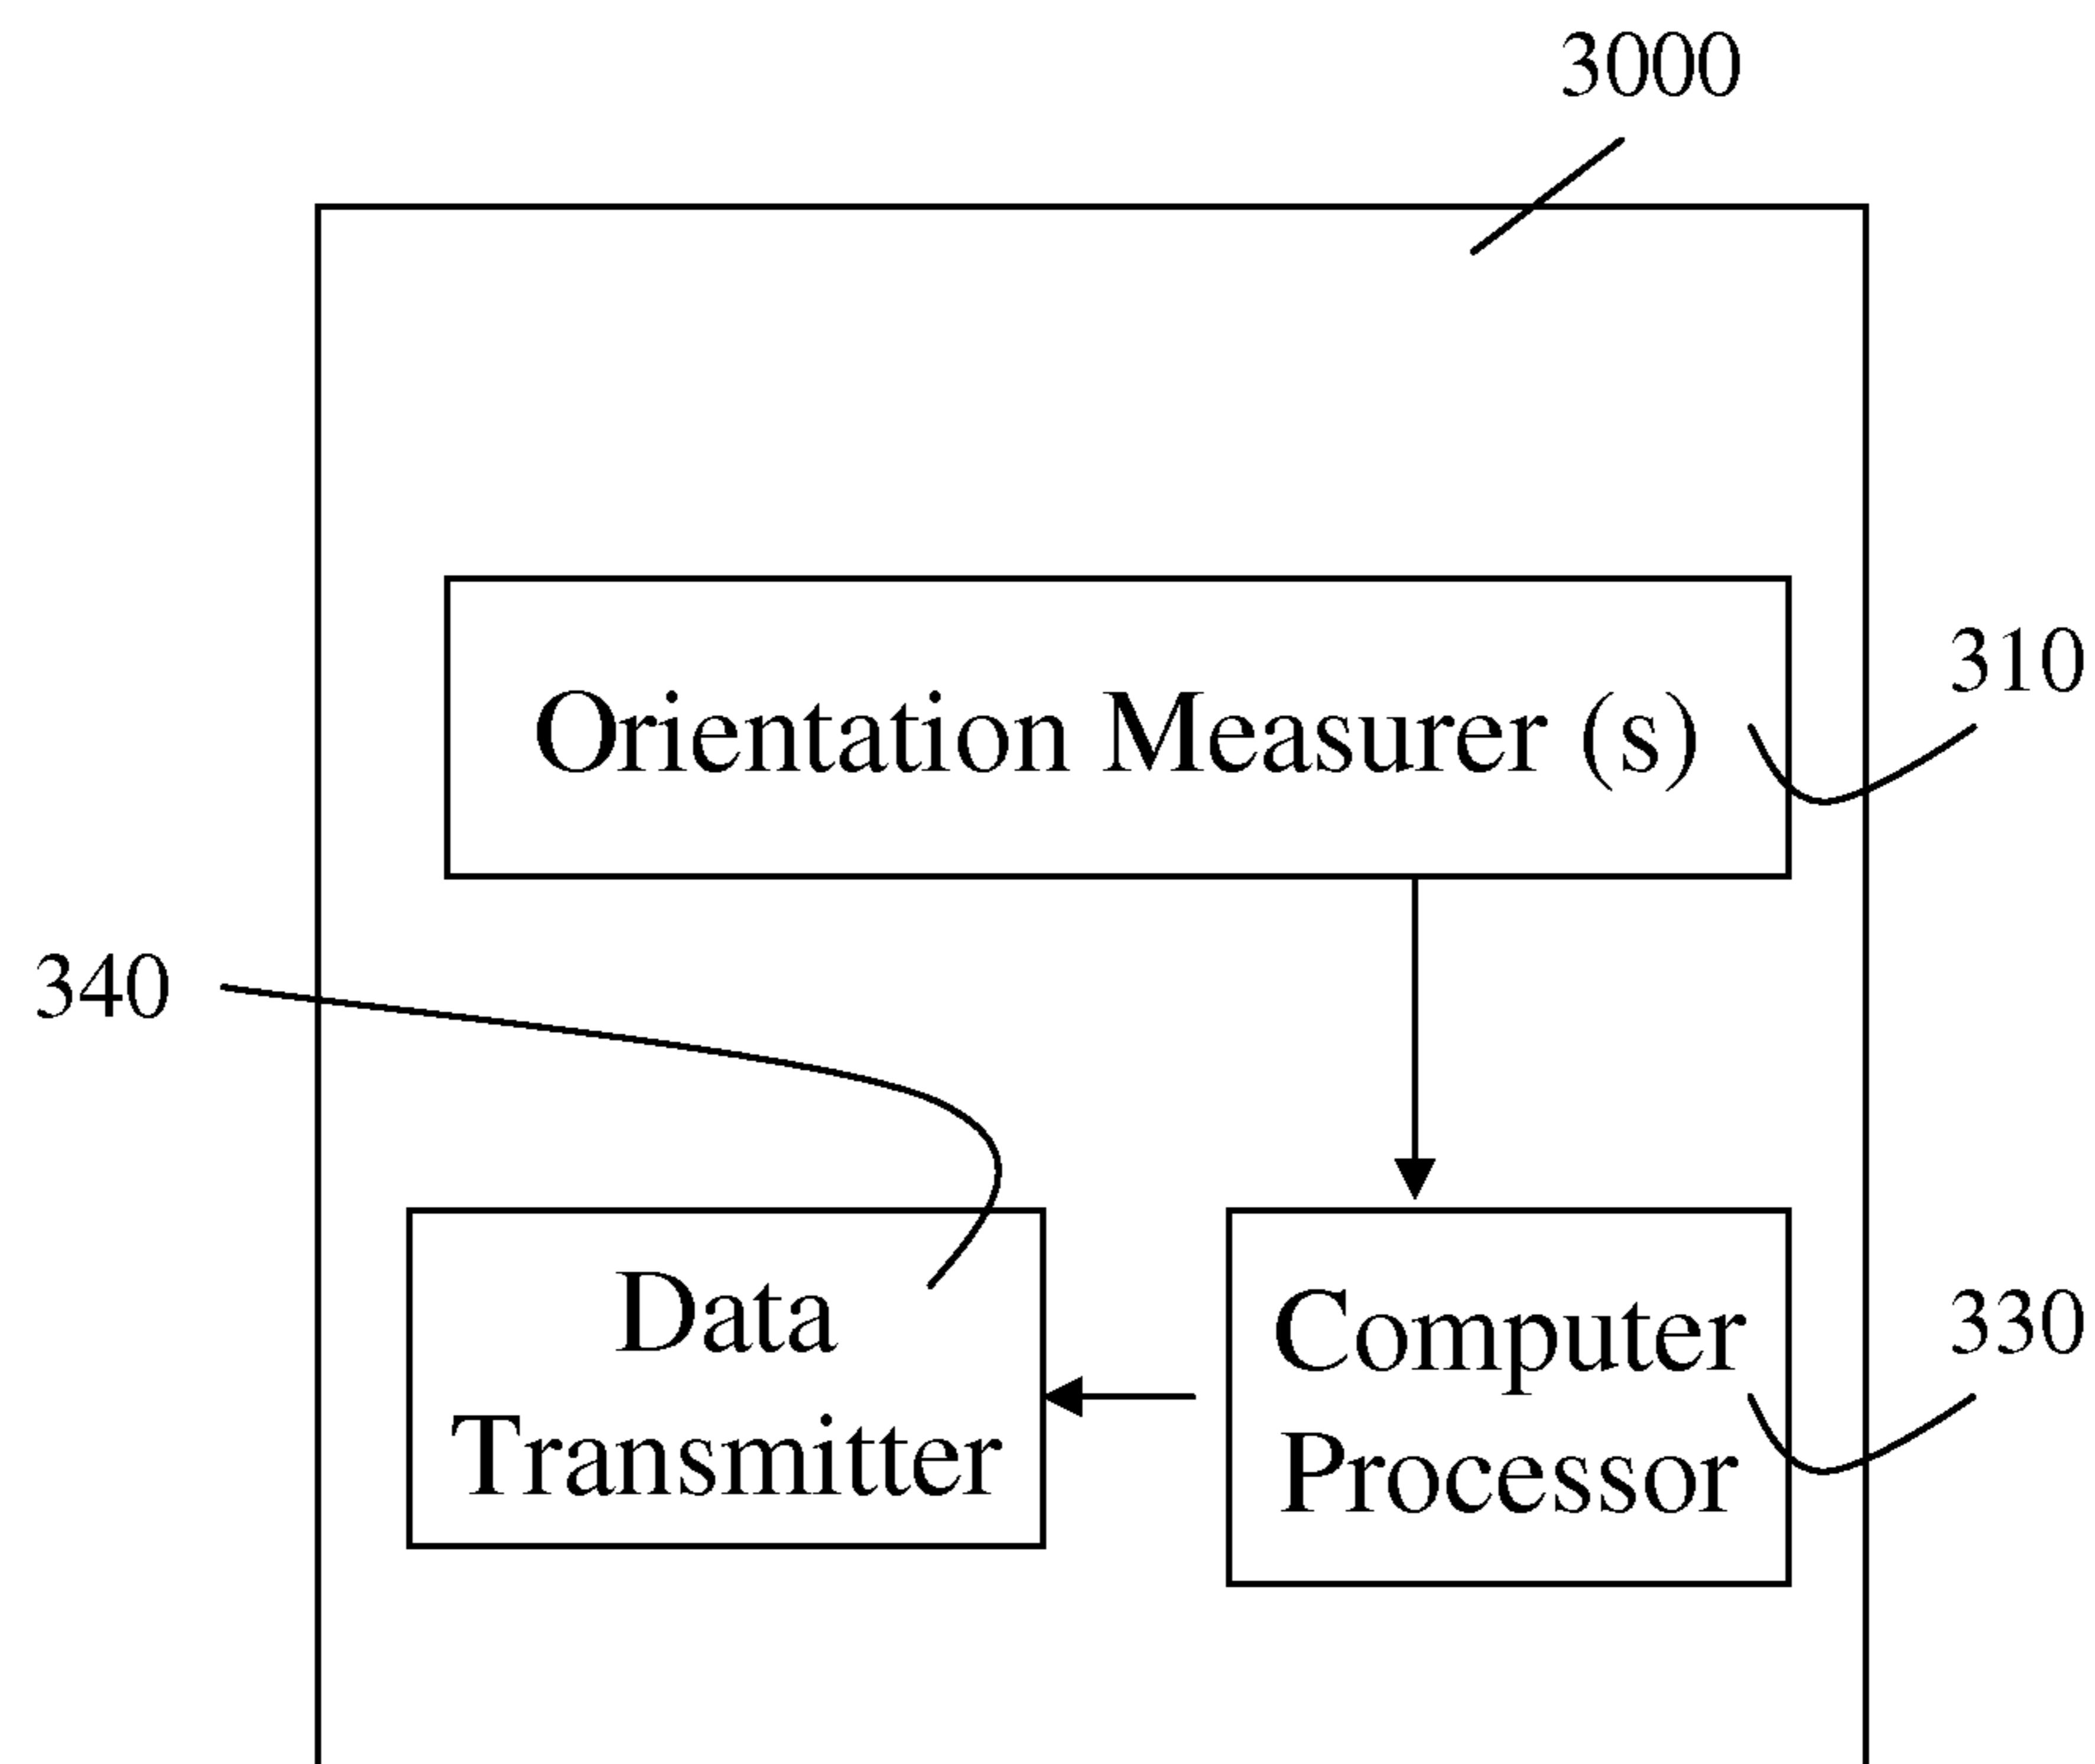 3000
310
Orientation Measurer (s)
340
Data
Transmitter
Computer
Processor
330